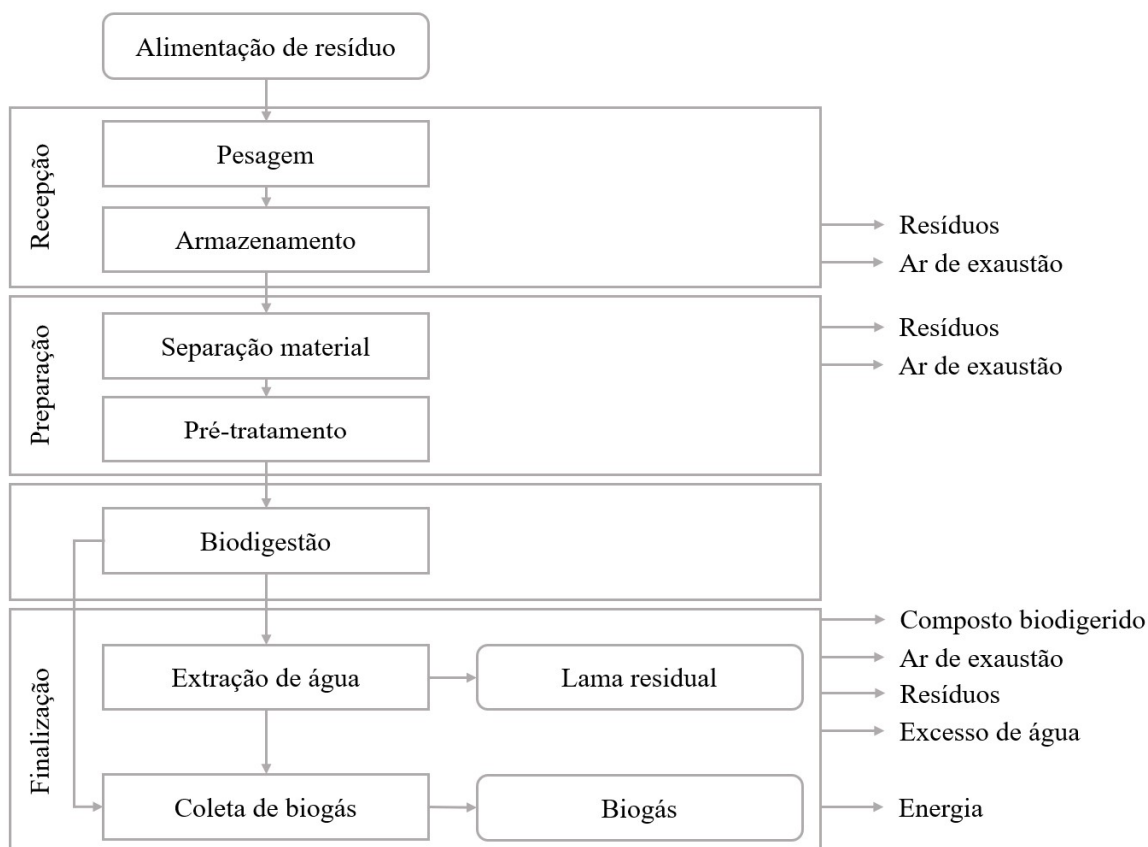 Alimentação de resíduo
Recepção
Pesagem
Armazenamento
Resíduos
Ar de exaustão
Preparação
Separação material
Pré-tratamento
Resíduos
Ar de exaustão
Biodigestão
Finalização
Extração de água
Lama residual
Coleta de biogás
Biogás
Composto biodigerido
Ar de exaustão
Resíduos
Excesso de água
Energia